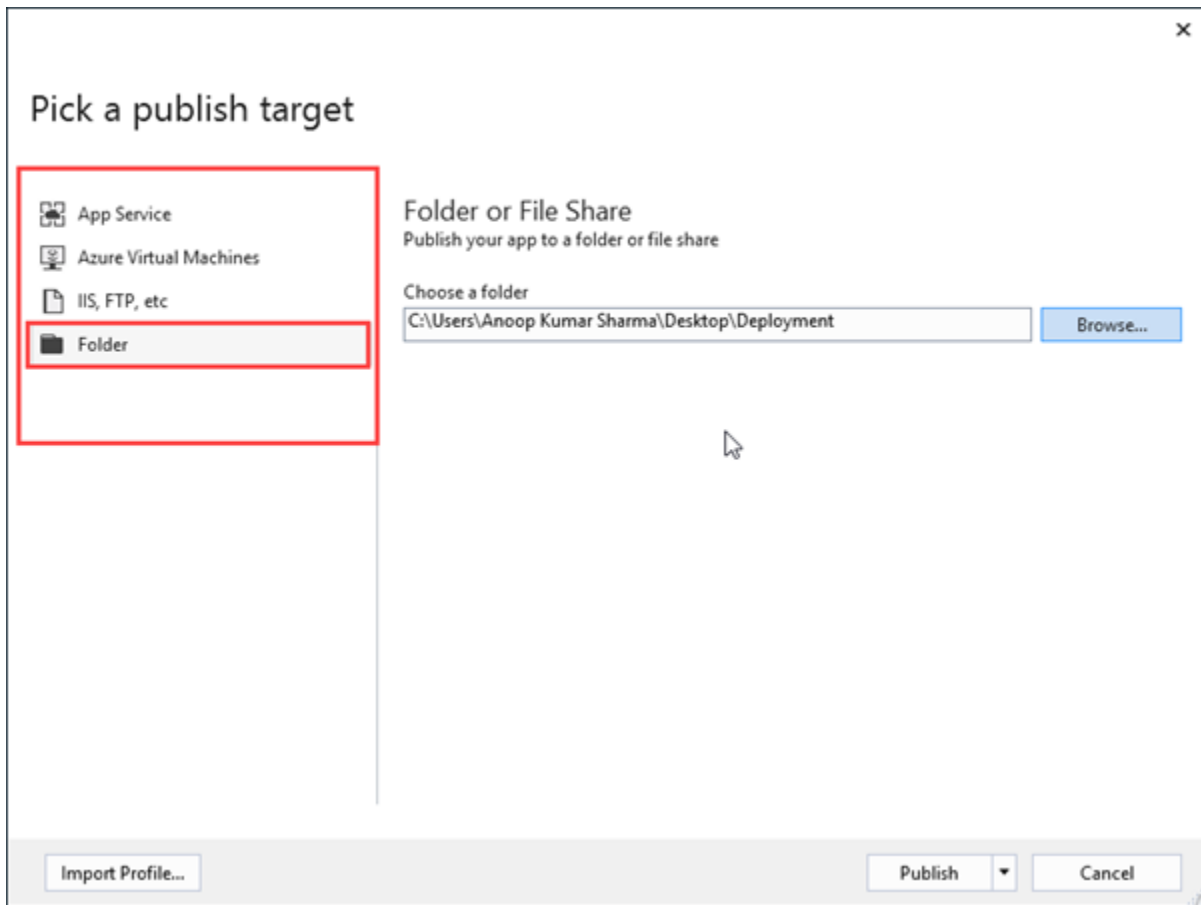 Pick a publish target
App Service
Azure Virtual Machines
IIS, FTP, etc
Folder
Folder or File Share
Publish your app to a folder or file share
Choose a folder
C:\Users\Anoop Kumar Sharma\Desktop\Deployment
Browse...
Import Profile...
Publish
Cancel